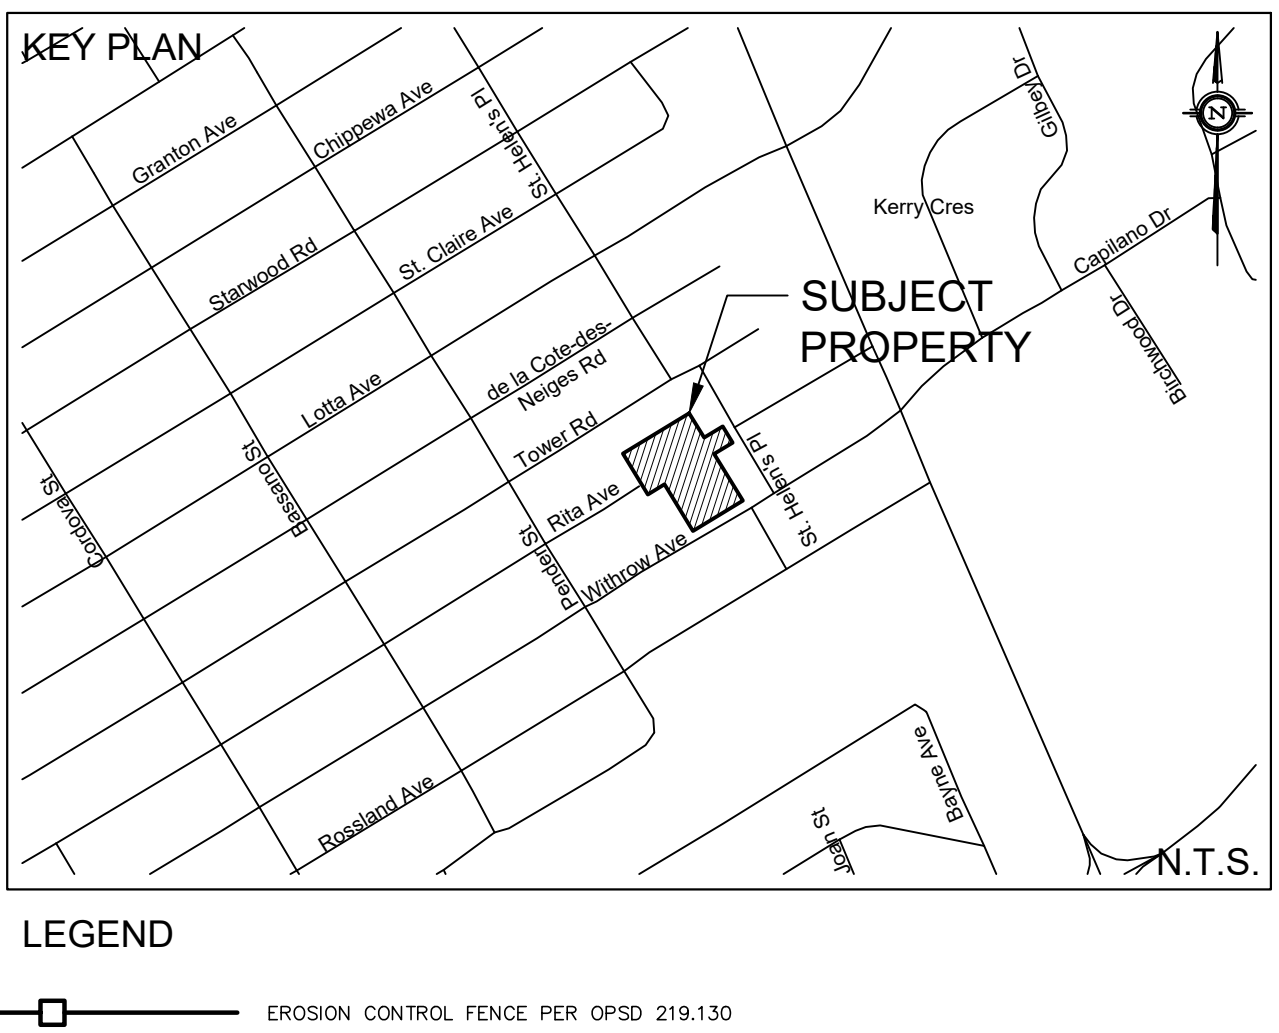 KEY PLAN
Granton Ave
Chippewa Ave
St. Helen's Pl
Gilbey Dr
N
Kerry Cres
Starwood Rd
St. Claire Ave
Capilano Dr
SUBJECT
PROPERTY
Birchwood Dr
de la Cote-des-
Neiges Rd
Lotta Ave
Tower Rd
Cordova St
Bassano St
Rita Ave
St. Helen's Pl
Pender St
Withrow Ave
Rossland Ave
Bayne Ave
Joan St
N.T.S.
LEGEND
EROSION CONTROL FENCE PER OPSD 219.130